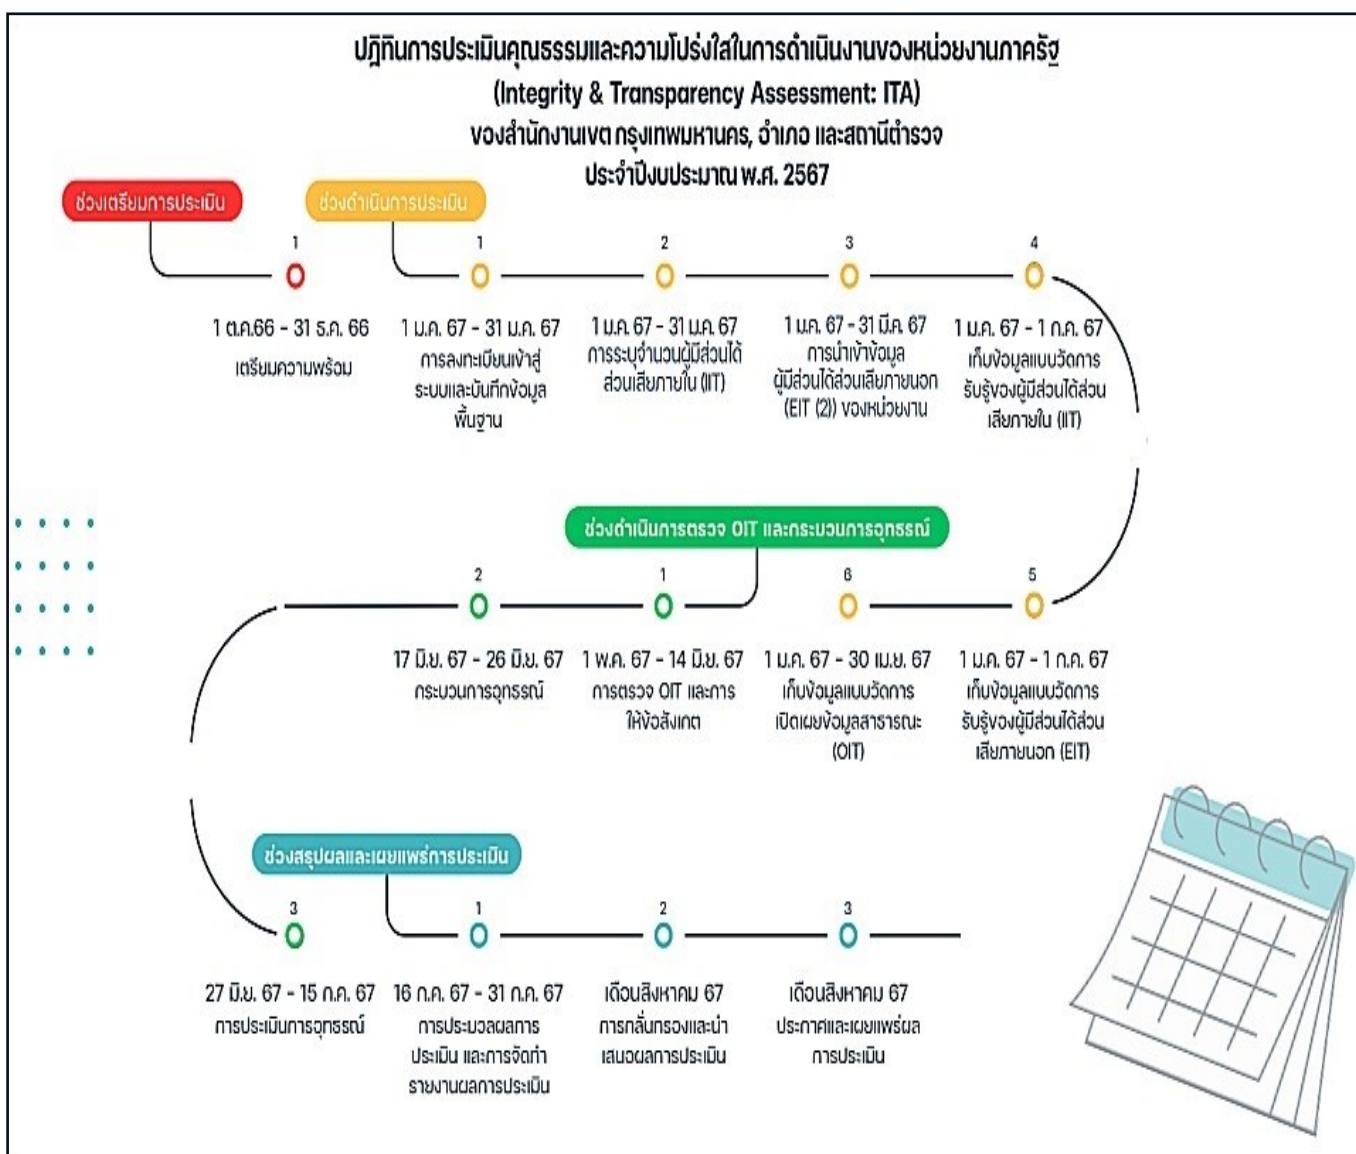 ปฏิทินการประเมินคุณธรรมและความโปร่งใสในการดำเนินงานของหน่วยงานภาครัฐ
(Integrity & Transparency Assessment: ITA)
ของสำนักงานเขต กรุงเทพมหานคร, อำเภอ และสถานีตำรวจ
ประจำปีงบประมาณ พ.ศ. 2567
ช่วงเตรียมการประเมิน
1
1 ต.ค.66 - 31 ธ.ค. 66
เตรียมความพร้อม
ช่วงดำเนินการประเมิน
1
1 ม.ค. 67 - 31 ม.ค. 67
การลงทะเบียนเข้าสู่
ระบบและบันทึกข้อมูล
พื้นฐาน
2
1 ม.ค. 67 - 31 ม.ค. 67
การระบุจำนวนผู้มีส่วนได้
ส่วนเสียภายใน (IIT)
3
1 ม.ค. 67 - 31 มี.ค. 67
การนำเข้าข้อมูล
ผู้มีส่วนได้ส่วนเสียภายนอก
(EIT (2)) ของหน่วยงาน
4
1 ม.ค. 67 - 1 ก.ค. 67
เก็บข้อมูลแบบวัดการ
รับรู้ของผู้มีส่วนได้ส่วน
เสียภายใน (IIT)
5
1 ม.ค. 67 - 1 ก.ค. 67
เก็บข้อมูลแบบวัดการ
รับรู้ของผู้มีส่วนได้ส่วน
เสียภายนอก (EIT)
6
1 ม.ค. 67 - 30 เม.ย. 67
เก็บข้อมูลแบบวัดการ
เปิดเผยข้อมูลสาธารณะ
(OIT)
ช่วงดำเนินการตรวจ OIT และกระบวนการอุทธรณ์
1
1 พ.ค. 67 - 14 มิ.ย. 67
การตรวจ OIT และการ
ให้ข้อสังเกต
2
17 มิ.ย. 67 - 26 มิ.ย. 67
กระบวนการอุทธรณ์
3
27 มิ.ย. 67 - 15 ก.ค. 67
การประเมินการอุทธรณ์
ช่วงสรุปผลและเผยแพร่การประเมิน
1
16 ก.ค. 67 - 31 ก.ค. 67
การประมวลผลการ
ประเมิน และการจัดทำ
รายงานผลการประเมิน
2
เดือนสิงหาคม 67
การกลั่นกรองและนำ
เสนอผลการประเมิน
3
เดือนสิงหาคม 67
ประกาศและเผยแพร่ผล
การประเมิน